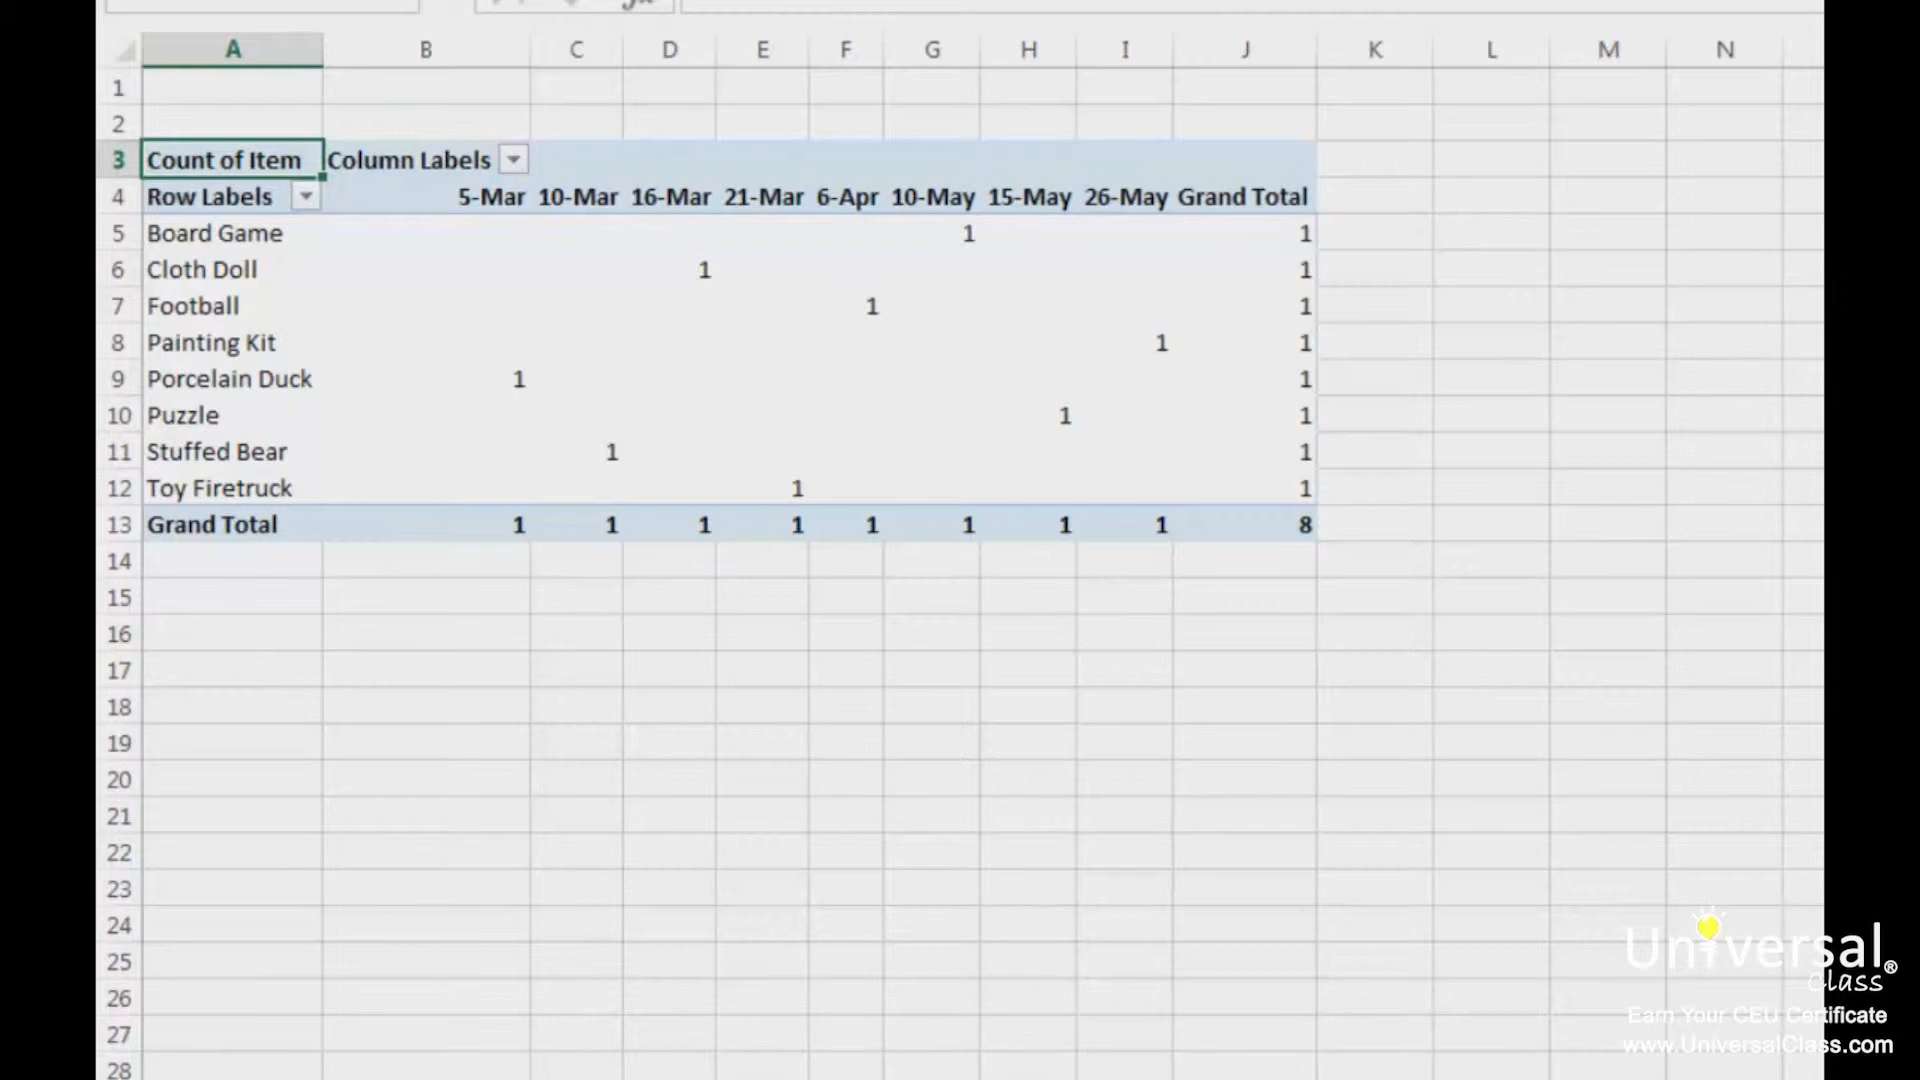 A B C D E F G H I J K L M N
1
2
3 Count of Item Column Labels
4 Row Labels 5-Mar 10-Mar 16-Mar 21-Mar 6-Apr 10-May 15-May 26-May Grand Total
5 Board Game 1 1
6 Cloth Doll 1 1
7 Football 1 1
8 Painting Kit 1 1
9 Porcelain Duck 1 1
10 Puzzle 1 1
11 Stuffed Bear 1 1
12 Toy Firetruck 1 1
13 Grand Total 1 1 1 1 1 1 1 1 8
14
15
16
17
18
19
20
21
22
23
24
25
26
27
28
Universal®
Class
Earn Your CEU Certificate
www.UniversalClass.com